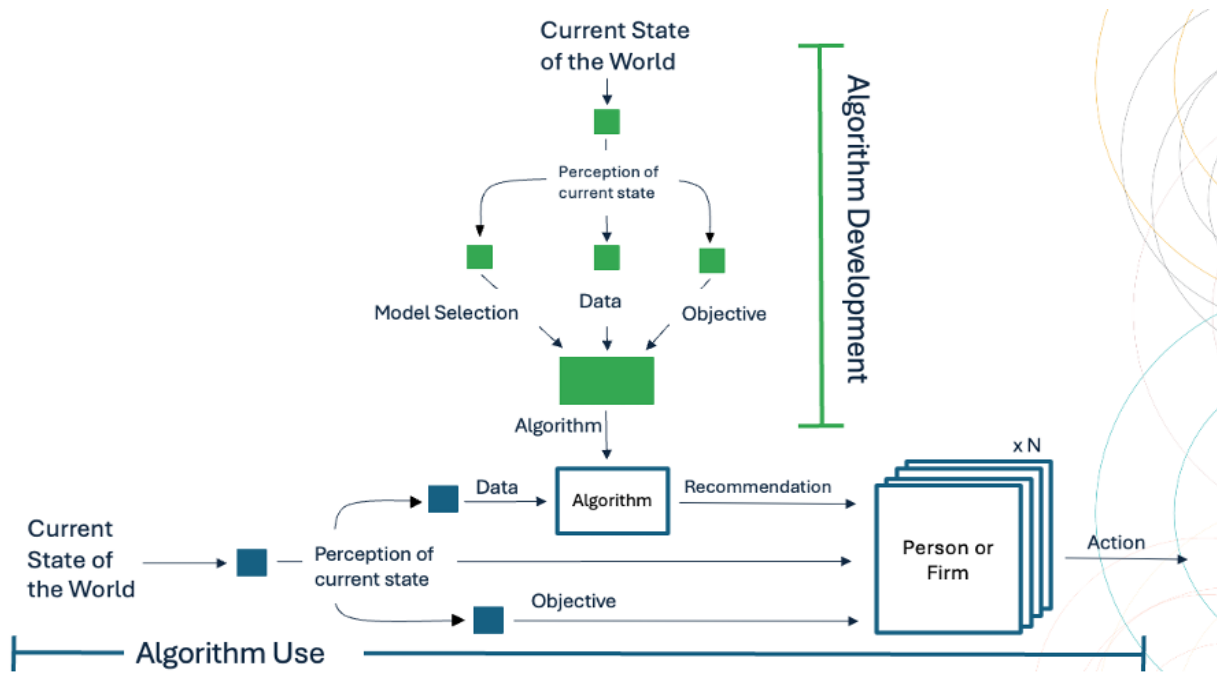 Current State
of the World
Perception of
current state
Model Selection
Data
Objective
Algorithm
Algorithm Development
x N
Data
Algorithm
Recommendation
Current
State of
the World
Perception of
current state
Person or
Firm
Action
Objective
Algorithm Use